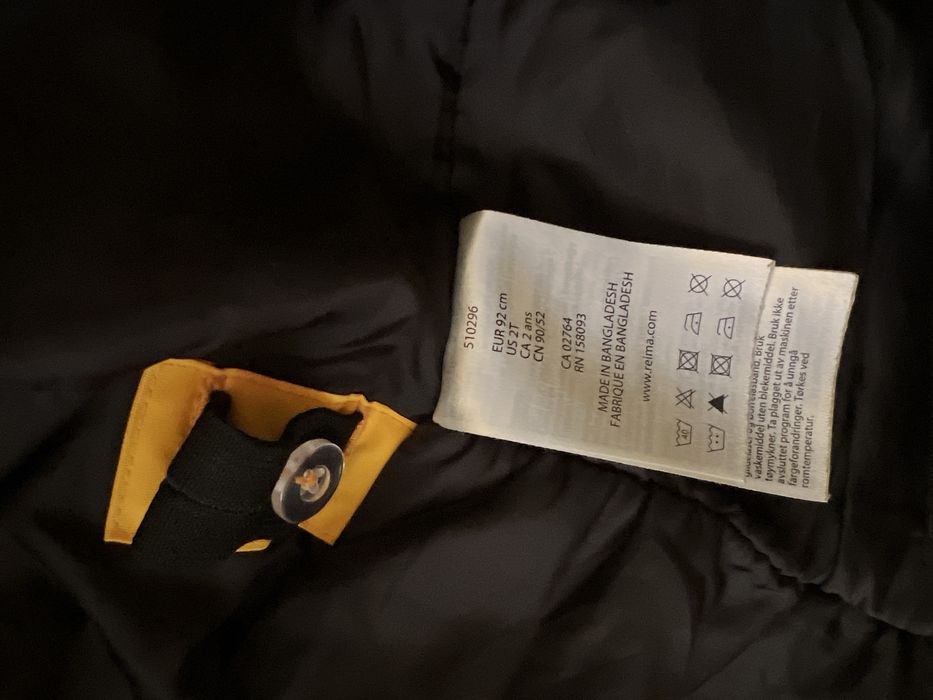 510296
EUR 92 cm
US 2T
CA 2 ans
CN 90/52
CA 02764
RN 158093
MADE IN BANGLADESH
FABRIQUE EN BANGLADESH
www.reima.com
40
vaskemiddel uten blekemiddel. Bruk ikke
tøymykner. Ta plagget ut av maskinen etter
avsluttet program for å unngå
fargeforandringer. Tørkes ved
romtemperatur.